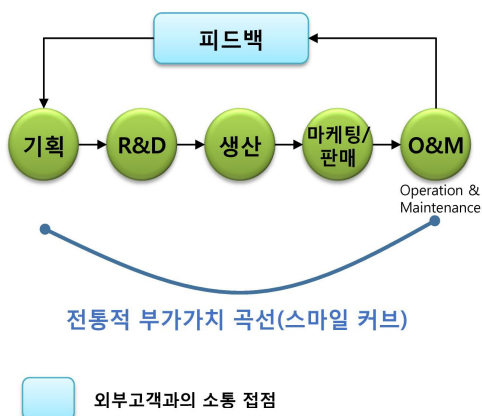 피드백
기획
R&D
생산
마케팅/
판매
O&M
Operation &
Maintenance
전통적 부가가치 곡선(스마일 커브)
외부고객과의 소통 접점